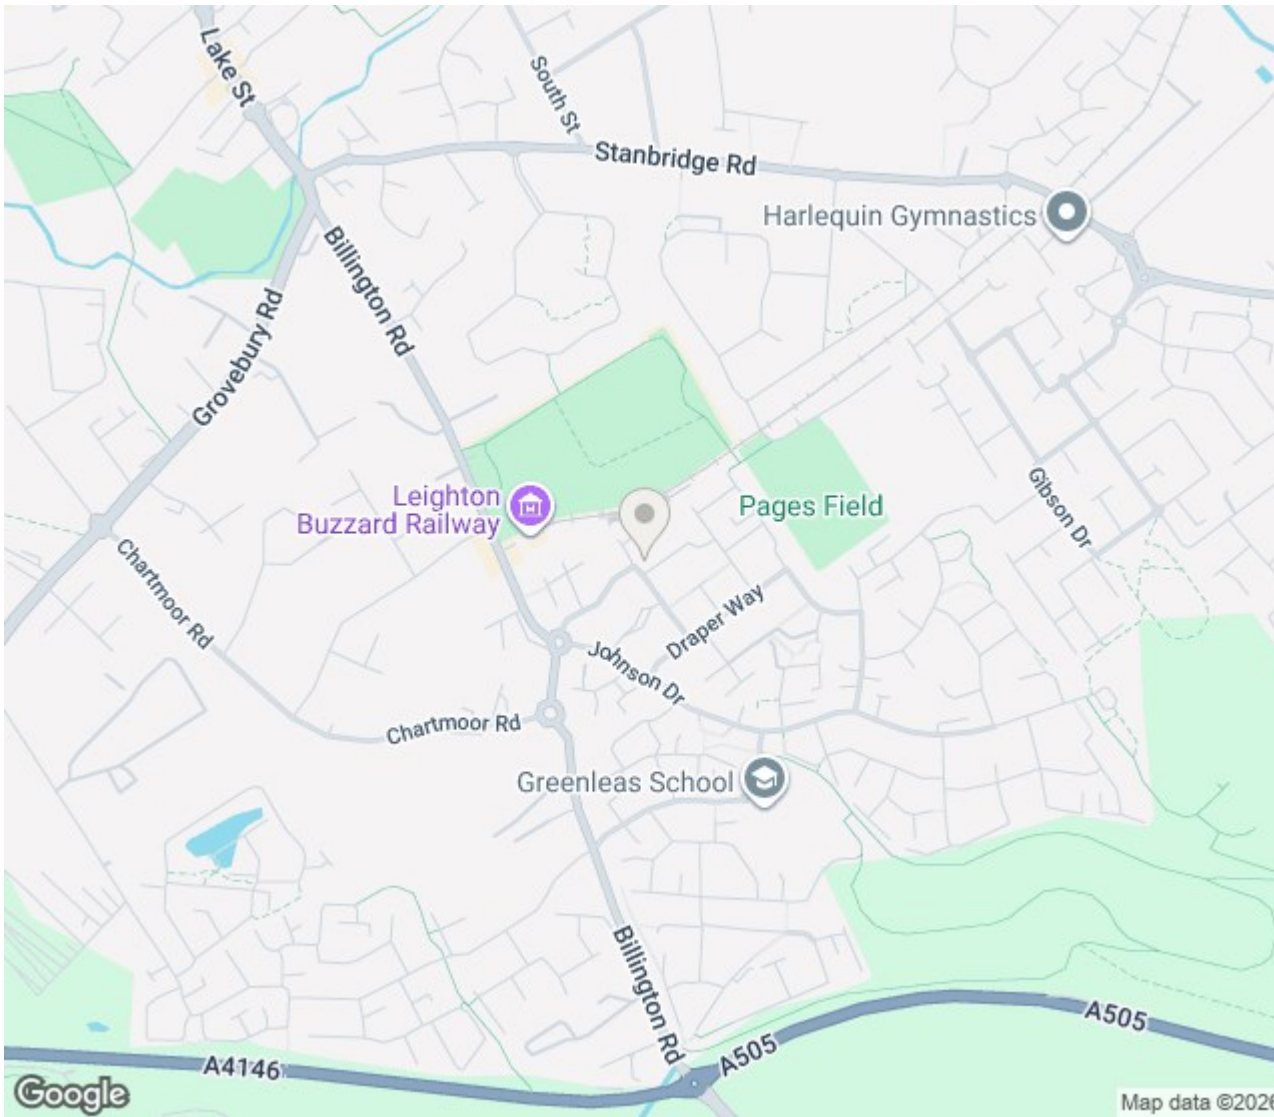 Lake St
South St
Stanbridge Rd
Harlequin Gymnastics
Billington Rd
Grovebury Rd
Leighton
Buzzard Railway
Pages Field
Gibson Dr
Chartmoor Rd
Draper Way
Johnson Dr
Chartmoor Rd
Greenleas School
Billington Rd
A505
A505
A4146
Google
Map data ©2026